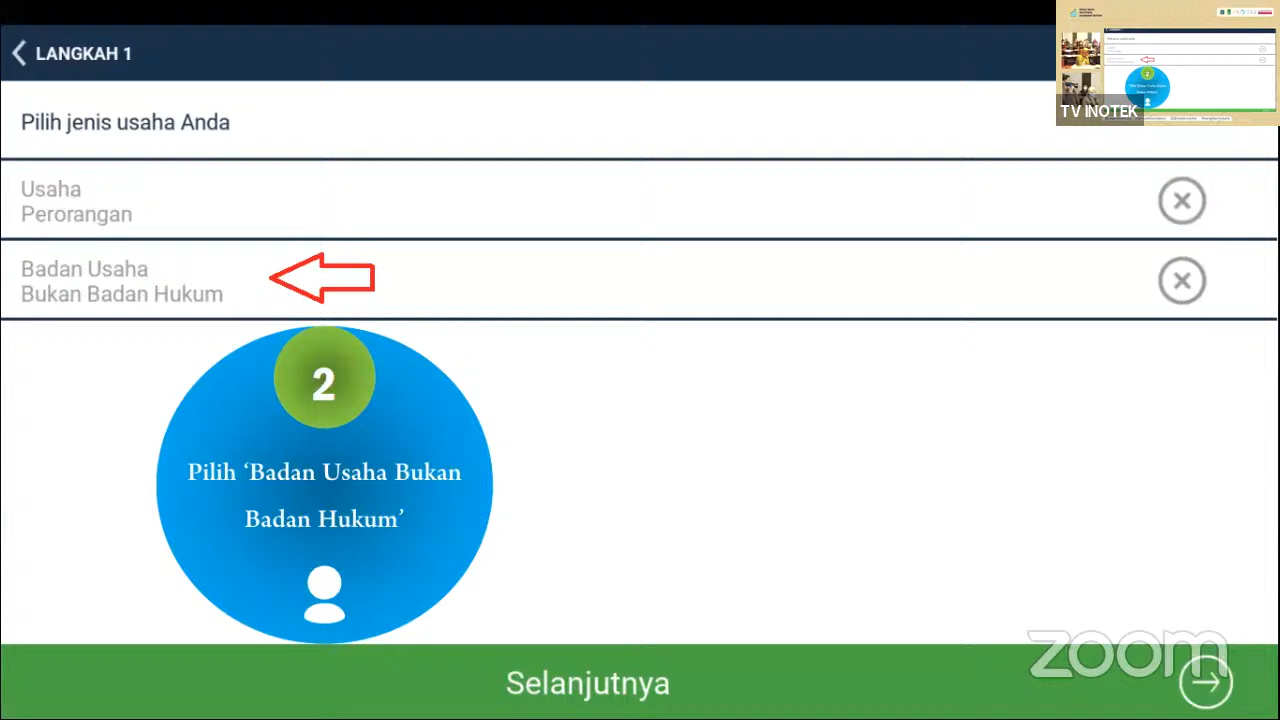 LANGKAH 1
Pilih jenis usaha Anda
Usaha
Perorangan
Badan Usaha
Bukan Badan Hukum
2
Pilih ‘Badan Usaha Bukan
Badan Hukum’
Selanjutnya
zoom
TV INOTEK
2